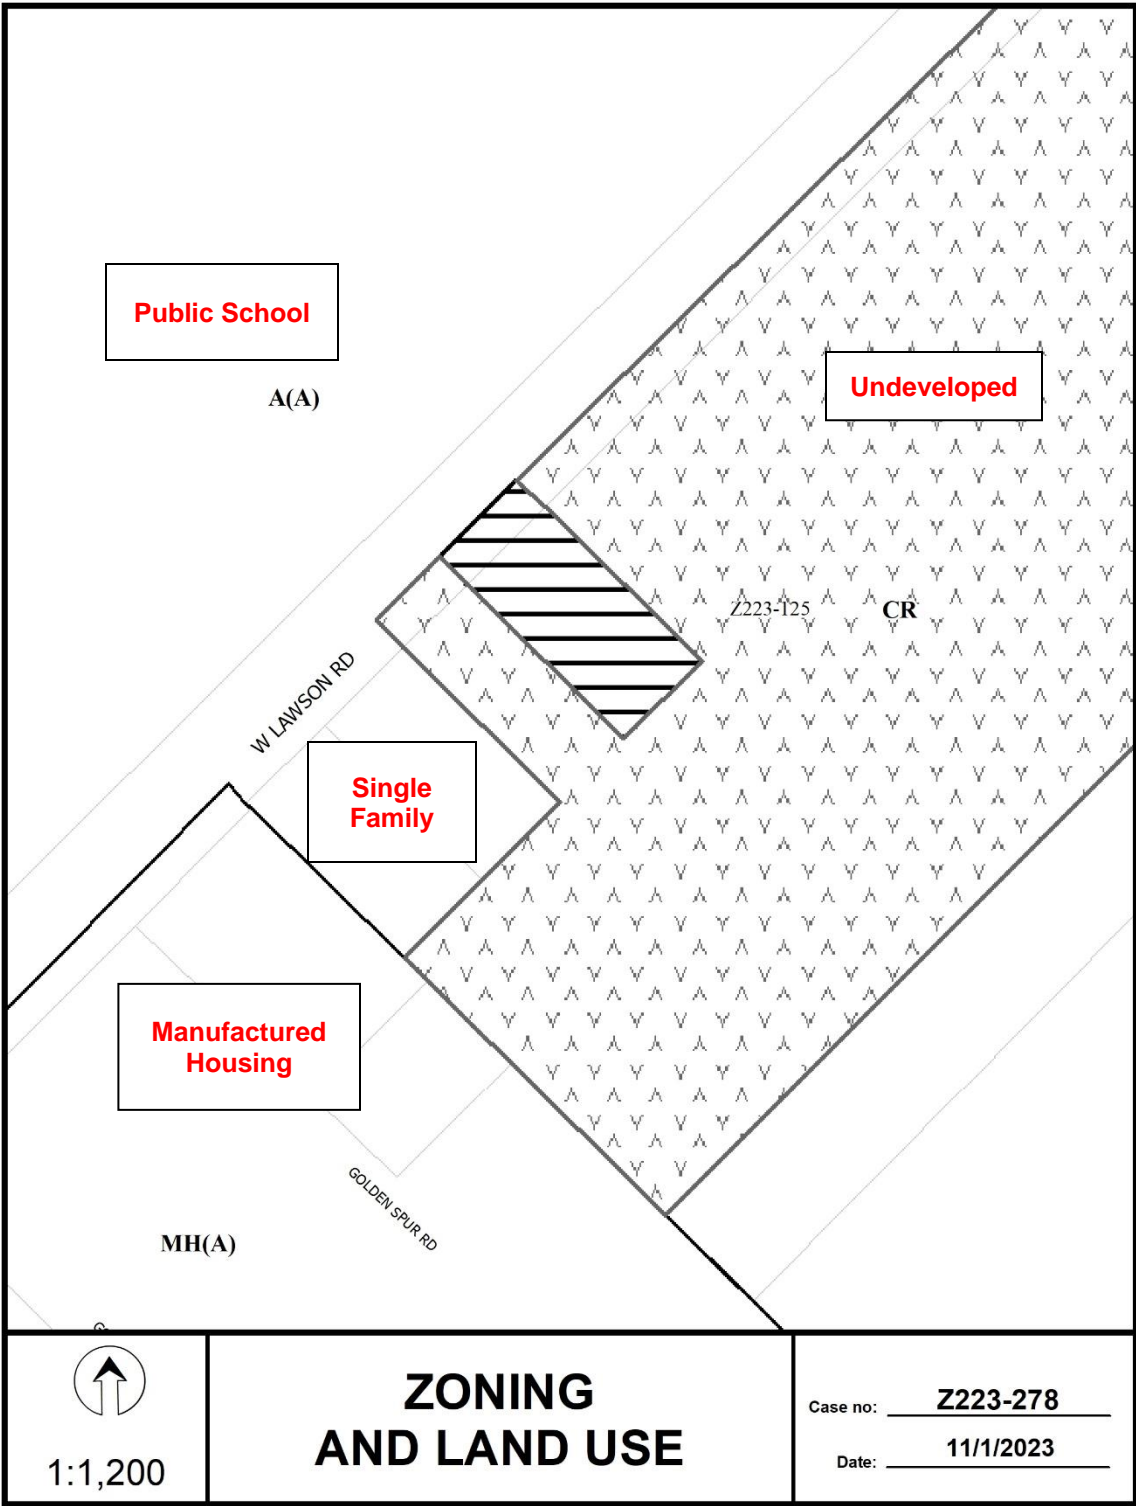 Public School
A(A)
Undeveloped
Z223-125
CR
W LAWSON RD
Single
Family
Manufactured
Housing
GOLDEN SPUR RD
MH(A)
1:1,200
ZONING
AND LAND USE
Case no: Z223-278
Date: 11/1/2023